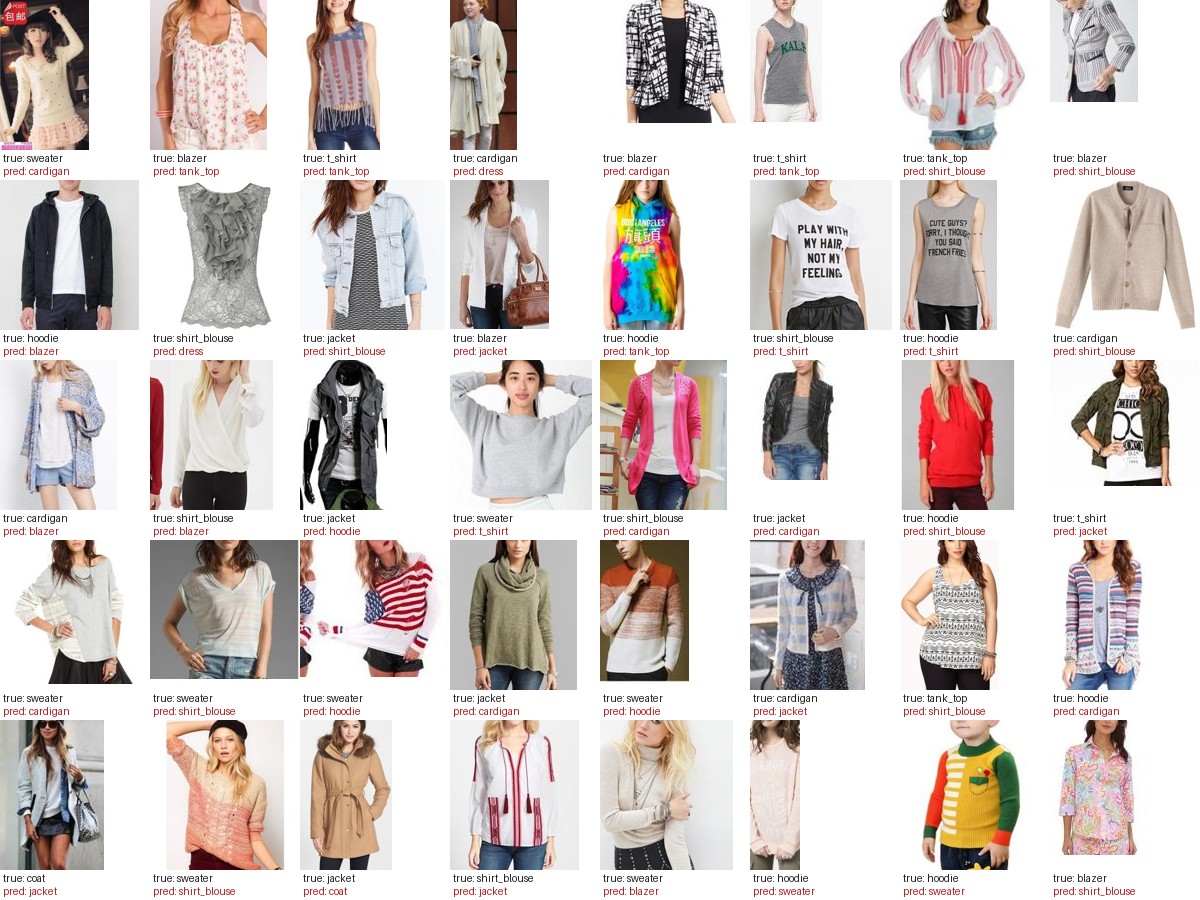 POST
包邮
KALE
true: sweater
pred: cardigan
true: blazer
pred: tank_top
true: t_shirt
pred: tank_top
true: cardigan
pred: dress
true: blazer
pred: cardigan
true: t_shirt
pred: tank_top
true: tank_top
pred: shirt_blouse
true: blazer
pred: shirt_blouse
PLAY WITH
MY HAIR,
NOT MY
FEELING
CUTE GUYS?
SORRY, I THOUGHT
YOU SAID
FRENCH FRIES
true: hoodie
pred: blazer
true: shirt_blouse
pred: dress
true: jacket
pred: shirt_blouse
true: blazer
pred: jacket
true: hoodie
pred: tank_top
true: shirt_blouse
pred: t_shirt
true: hoodie
pred: t_shirt
true: cardigan
pred: shirt_blouse
true: cardigan
pred: blazer
true: shirt_blouse
pred: blazer
true: jacket
pred: hoodie
true: sweater
pred: t_shirt
true: shirt_blouse
pred: cardigan
true: jacket
pred: cardigan
true: hoodie
pred: shirt_blouse
true: t_shirt
pred: jacket
true: sweater
pred: cardigan
true: sweater
pred: shirt_blouse
true: sweater
pred: hoodie
true: jacket
pred: cardigan
true: sweater
pred: hoodie
true: cardigan
pred: jacket
true: tank_top
pred: shirt_blouse
true: hoodie
pred: cardigan
true: coat
pred: jacket
true: sweater
pred: shirt_blouse
true: jacket
pred: coat
true: shirt_blouse
pred: jacket
true: sweater
pred: blazer
true: hoodie
pred: sweater
true: hoodie
pred: sweater
true: blazer
pred: shirt_blouse